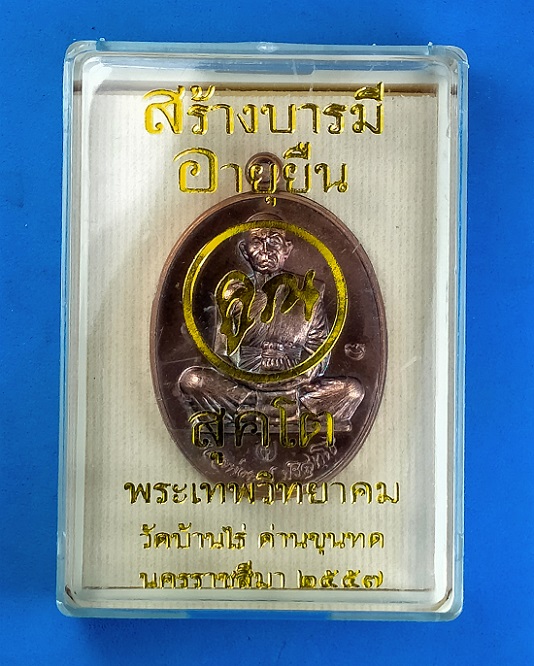 สร้างบารมี
อายุยืน
คูณ
สุคโต
พระเทพวิทยาคม
วัดบ้านไร่ ด่านขุนทด
นครราชสีมา ๒๕๕๗